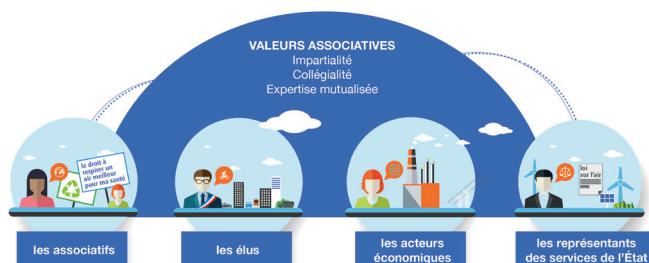 VALEURS ASSOCIATIVES
Impartialité
Collégialité
Expertise mutualisée
le droit à
respirer un
air meilleur
pour ma santé
loi
sur l'air
les associatifs
les élus
les acteurs
économiques
les représentants
des services de l'État